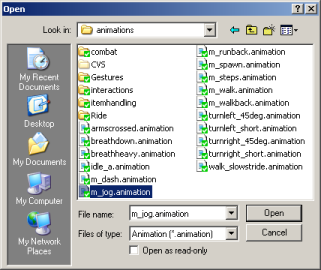 Open
Look in:
animations
My Recent
Documents
Desktop
My Documents
My Computer
My Network
Places
combat
CVS
Gestures
interactions
itemhandling
Ride
armscrossed.animation
breathdown.animation
breathheavy.animation
idle_a.animation
m_dash.animation
m_jog.animation
m_runback.animation
m_spawn.animation
m_steps.animation
m_walk.animation
m_walkback.animation
turnleft_45deg.animation
turnleft_short.animation
turnright_45deg.animation
turnright_short.animation
walk_slowstride.animation
File name:
m_jog.animation
Open
Files of type:
Animation (*.animation)
Cancel
Open as read-only